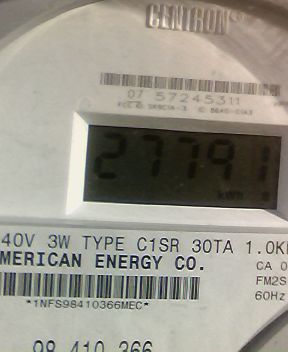 CENTRON®
07 57245311
27791
kWh
40V 3W TYPE C1SR 30TA 1.0K
MERICAN ENERGY CO.
CA 0
FM2S
60Hz
*1NFS98410366MEC*
98 410 366